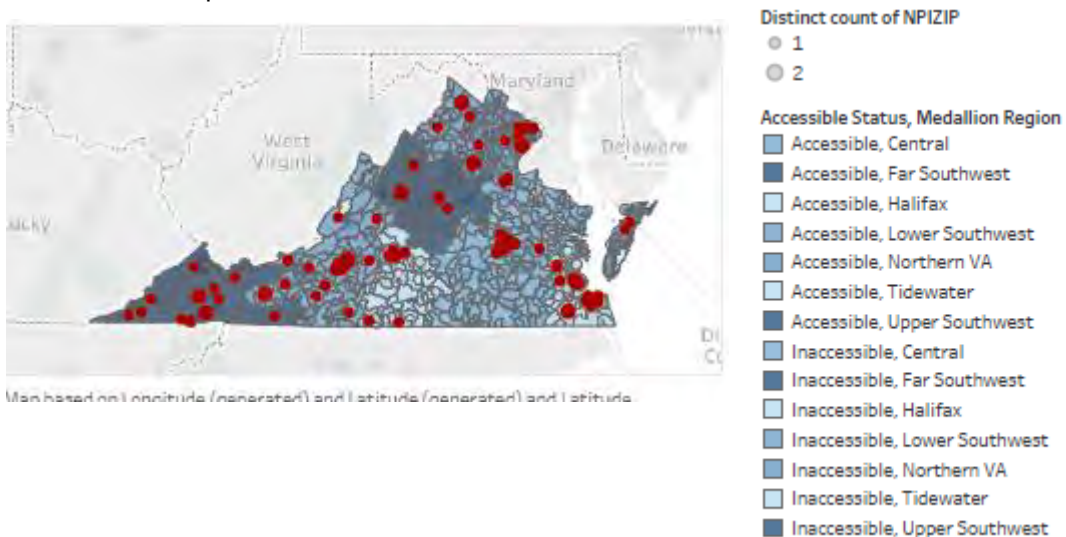 Maryland
West
Virginia
Delaware
Map based on Longitude (generated) and Latitude (generated) and Latitude
Distinct count of NPIZIP
1
2
Accessible Status, Medallion Region
Accessible, Central
Accessible, Far Southwest
Accessible, Halifax
Accessible, Lower Southwest
Accessible, Northern VA
Accessible, Tidewater
Accessible, Upper Southwest
Inaccessible, Central
Inaccessible, Far Southwest
Inaccessible, Halifax
Inaccessible, Lower Southwest
Inaccessible, Northern VA
Inaccessible, Tidewater
Inaccessible, Upper Southwest